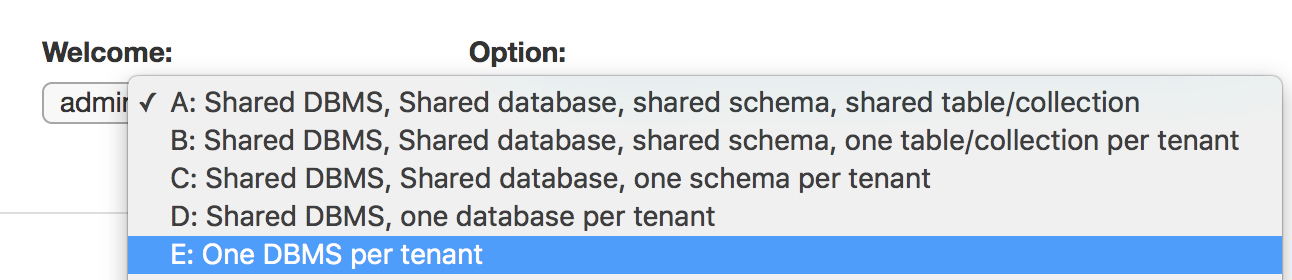 Welcome: Option:
admin ✓ A: Shared DBMS, Shared database, shared schema, shared table/collection
B: Shared DBMS, Shared database, shared schema, one table/collection per tenant
C: Shared DBMS, Shared database, one schema per tenant
D: Shared DBMS, one database per tenant
E: One DBMS per tenant